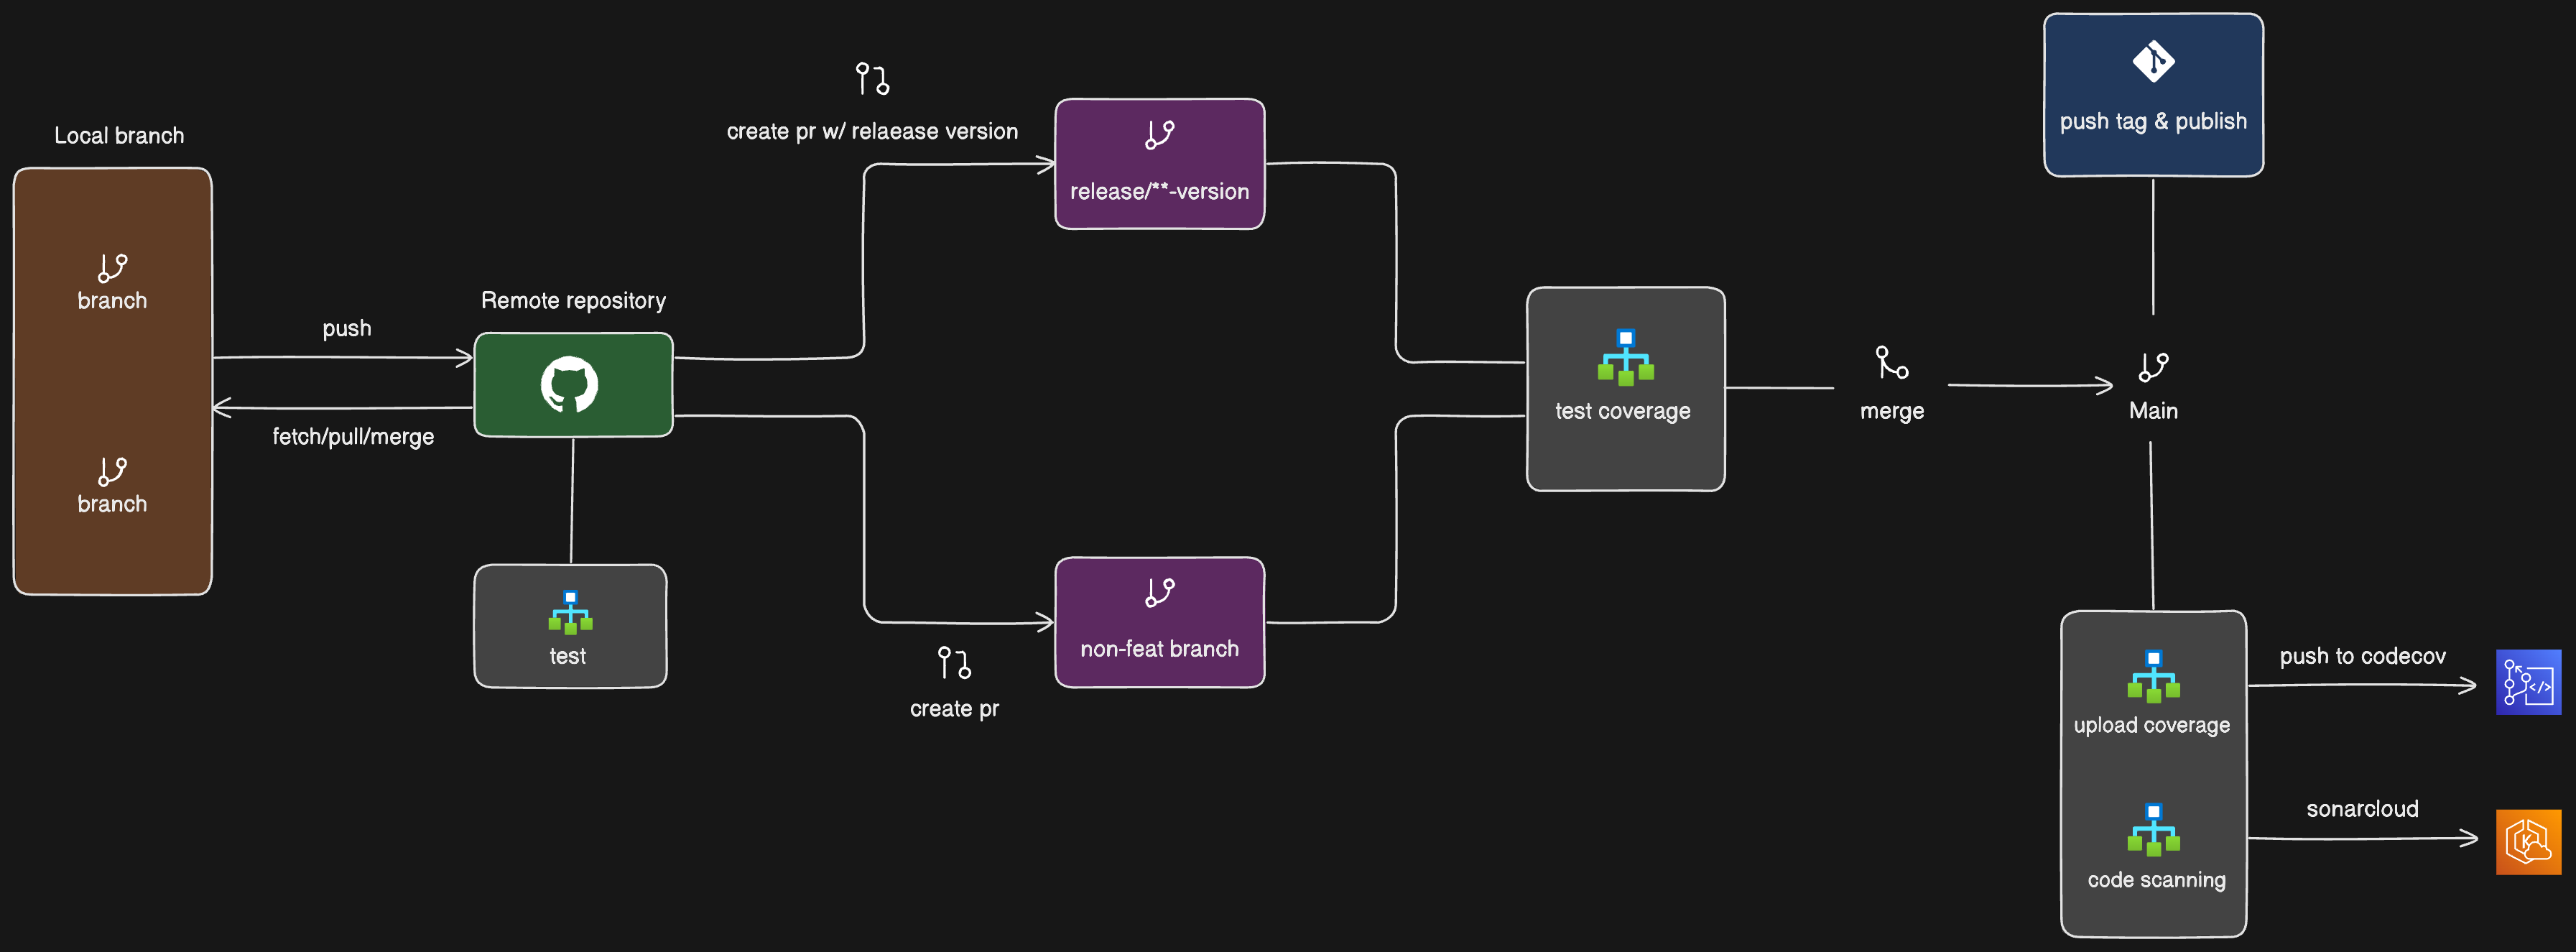 Local branch
branch
branch
push
fetch/pull/merge
Remote repository
test
create pr w/ relaease version
release/**-version
create pr
non-feat branch
test coverage
merge
Main
push tag & publish
upload coverage
code scanning
push to codecov
sonarcloud